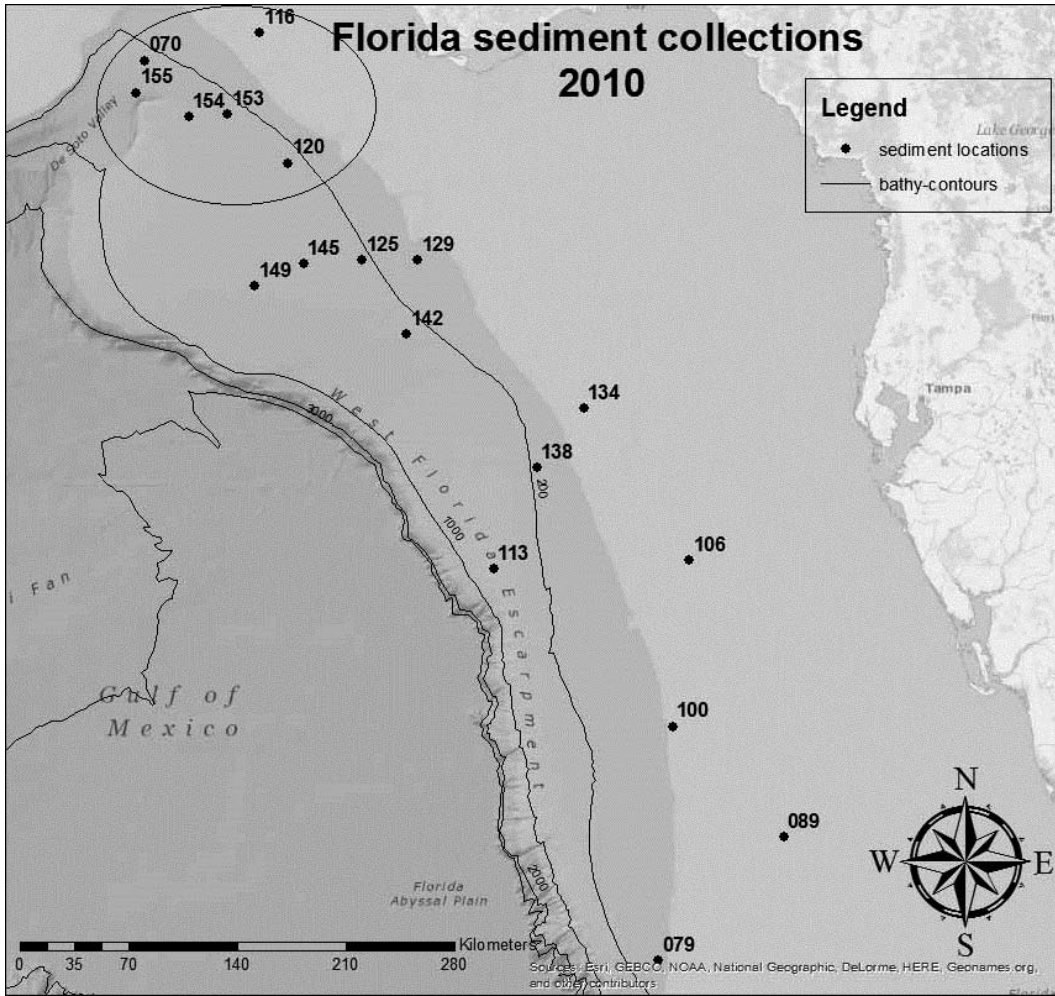 Florida sediment collections
2010
116
070
155
154
153
120
De Soto Valley
Legend
sediment locations
bathy-contours
Lake George
125
129
145
149
142
134
Tampa
138
200
West Florida Escarpment
3000
1000
113
106
i Fan
Gulf of
Mexico
100
089
N
W
E
S
2000
Florida
Abyssal Plain
079
Kilometers
0 35 70 140 210 280
Sources: Esri, GEBCO, NOAA, National Geographic, DeLorme, HERE, Geonames.org,
and other contributors